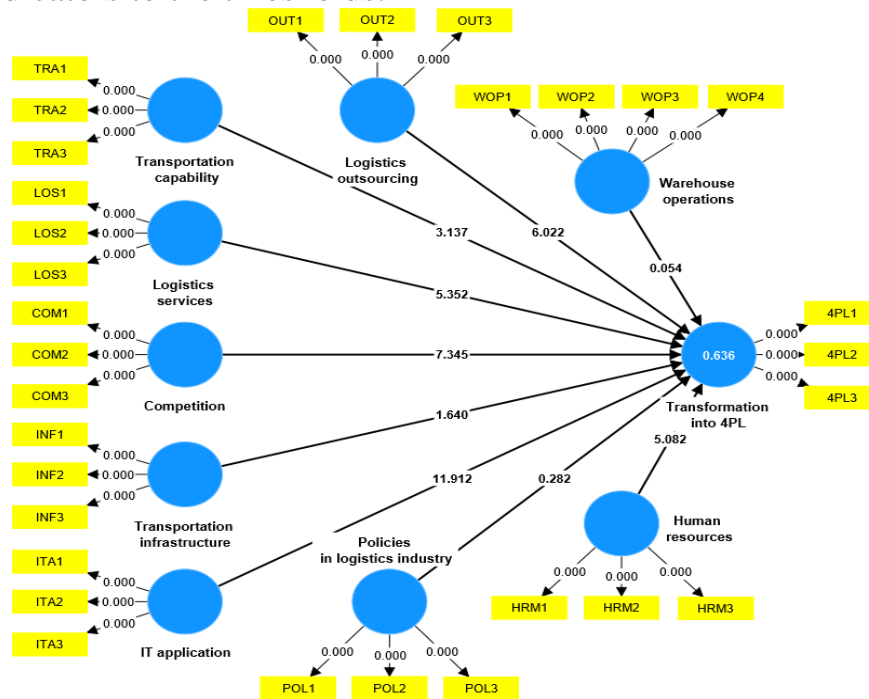 OUT1
OUT2
OUT3
0.000
0.000
0.000
TRA1
TRA2
TRA3
0.000
0.000
0.000
Transportation
capability
Logistics
outsourcing
WOP1
WOP2
WOP3
WOP4
0.000
0.000
0.000
0.000
Warehouse
operations
LOS1
LOS2
LOS3
0.000
0.000
0.000
Logistics
services
3.137
6.022
0.054
5.352
COM1
COM2
COM3
0.000
0.000
0.000
Competition
7.345
0.636
Transformation
into 4PL
0.000
0.000
0.000
4PL1
4PL2
4PL3
INF1
INF2
INF3
0.000
0.000
0.000
Transportation
infrastructure
1.640
11.912
0.282
5.082
ITA1
ITA2
ITA3
0.000
0.000
0.000
IT application
Policies
in logistics industry
0.000
0.000
0.000
POL1
POL2
POL3
Human
resources
0.000
0.000
0.000
HRM1
HRM2
HRM3